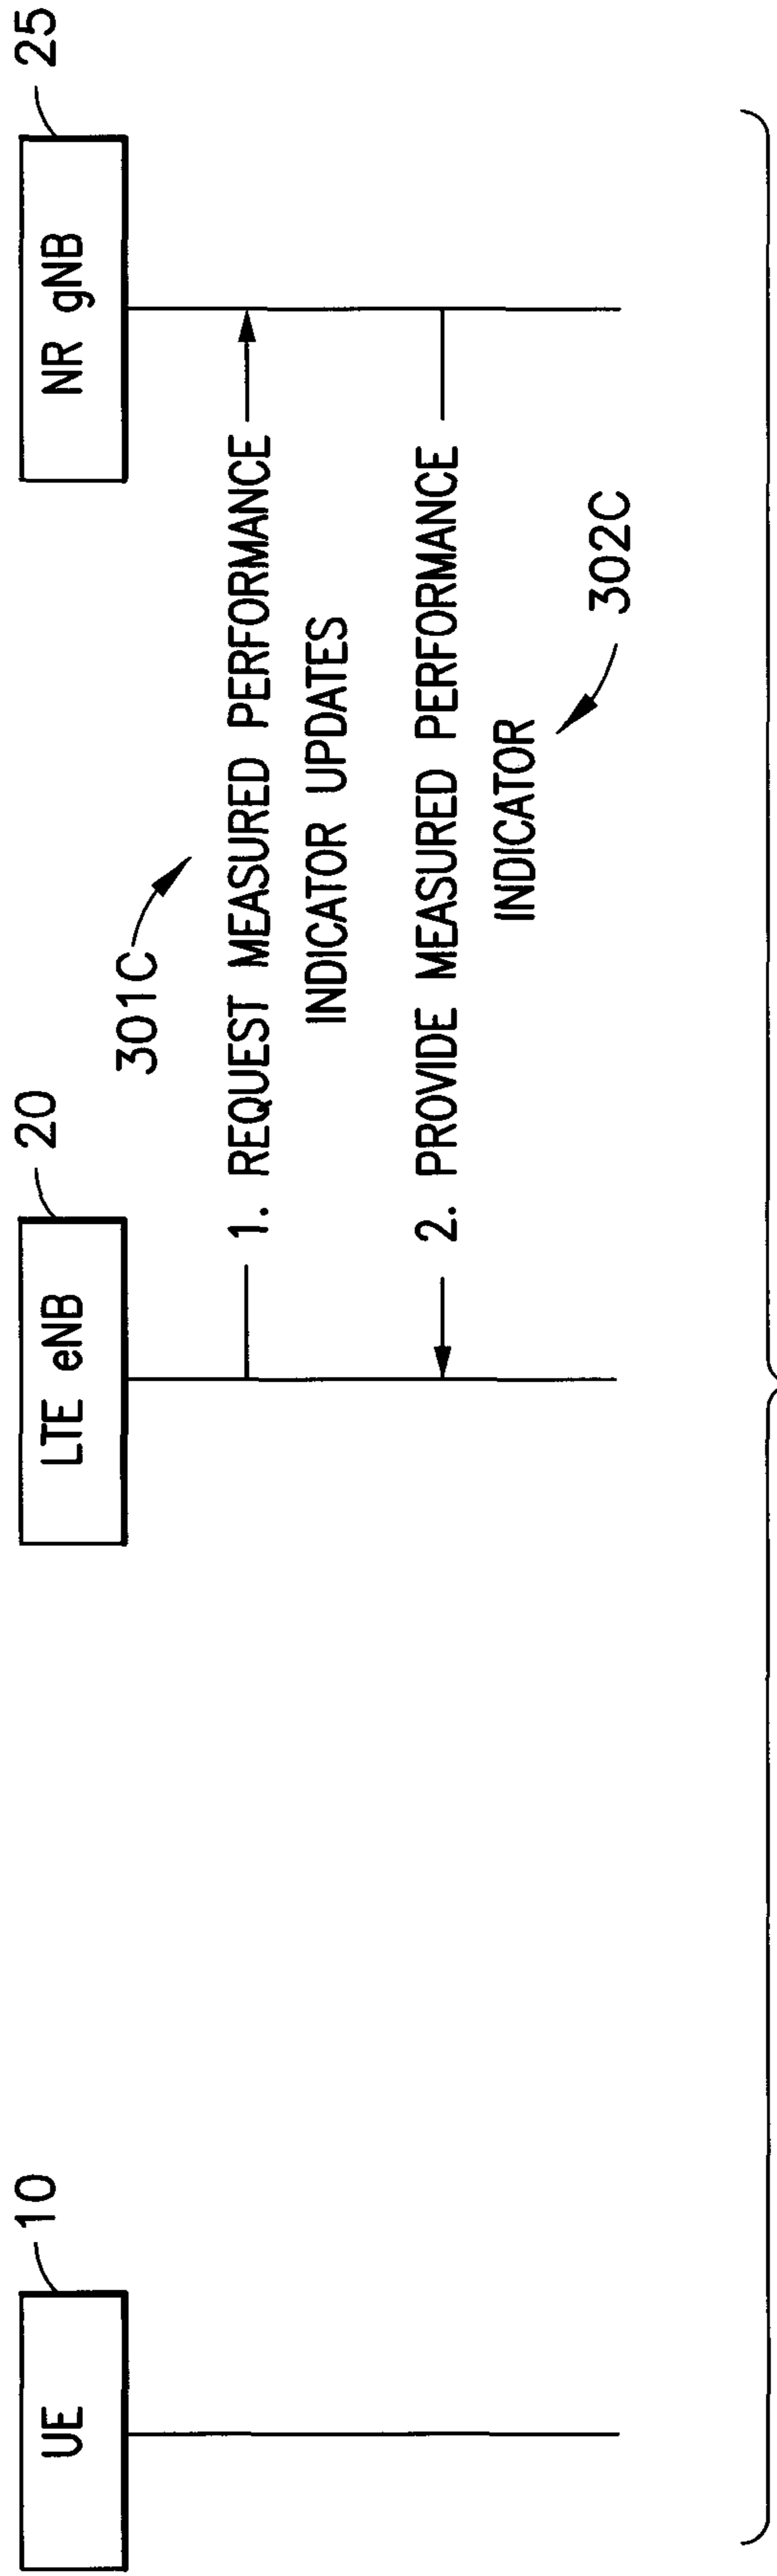 UE
10
LTE eNB
20
NR gNB
25
301C
1. REQUEST MEASURED PERFORMANCE
INDICATOR UPDATES
2. PROVIDE MEASURED PERFORMANCE
INDICATOR
302C